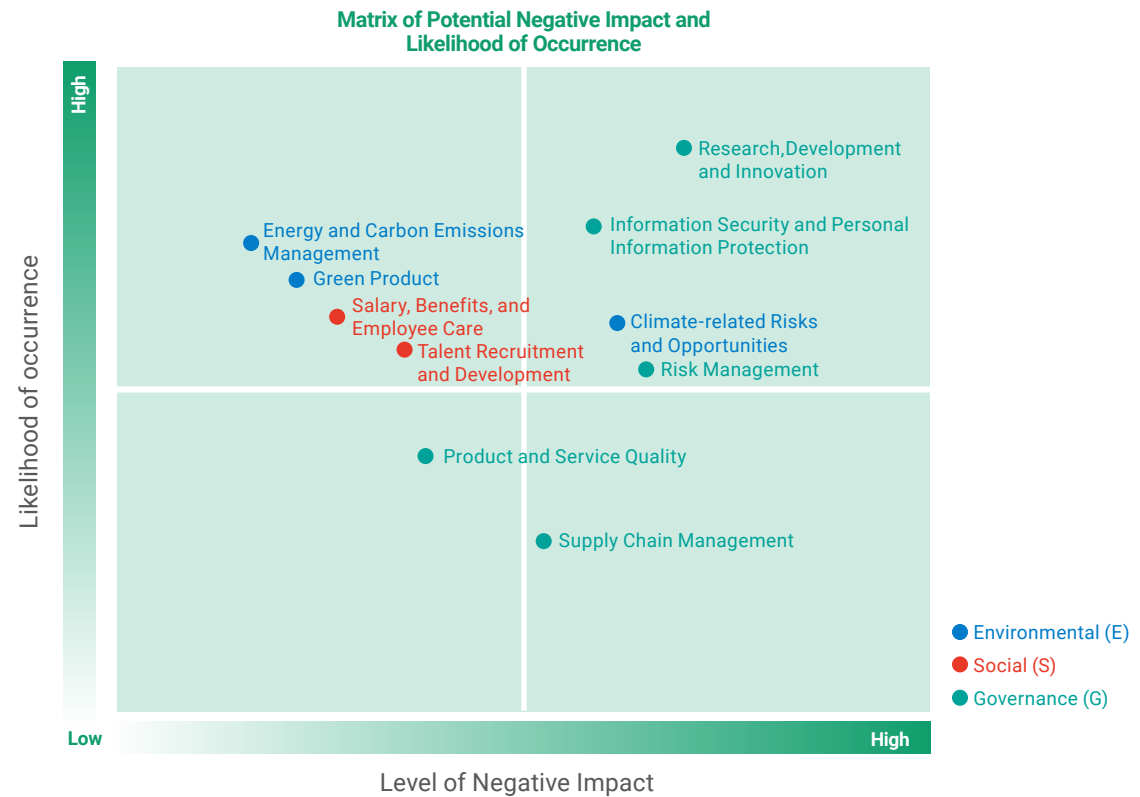 Matrix of Potential Negative Impact and
Likelihood of Occurrence
High
Likelihood of occurrence
Research,Development
and Innovation
Information Security and Personal
Information Protection
Energy and Carbon Emissions
Management
Green Product
Salary, Benefits, and
Employee Care
Talent Recruitment
and Development
Climate-related Risks
and Opportunities
Risk Management
Product and Service Quality
Supply Chain Management
Environmental (E)
Social (S)
Governance (G)
Low
High
Level of Negative Impact